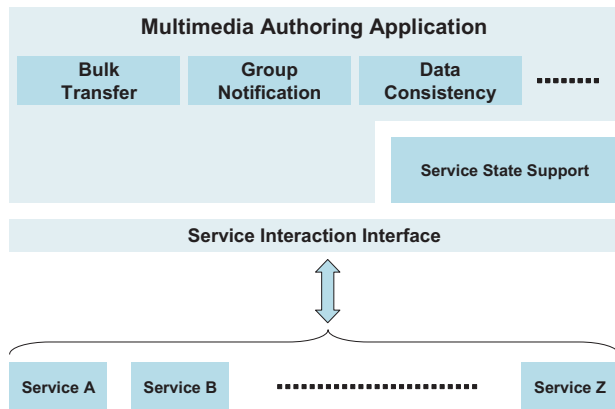 Multimedia Authoring Application
Bulk
Transfer
Group
Notification
Data
Consistency
Service State Support
Service Interaction Interface
Service A
Service B
Service Z